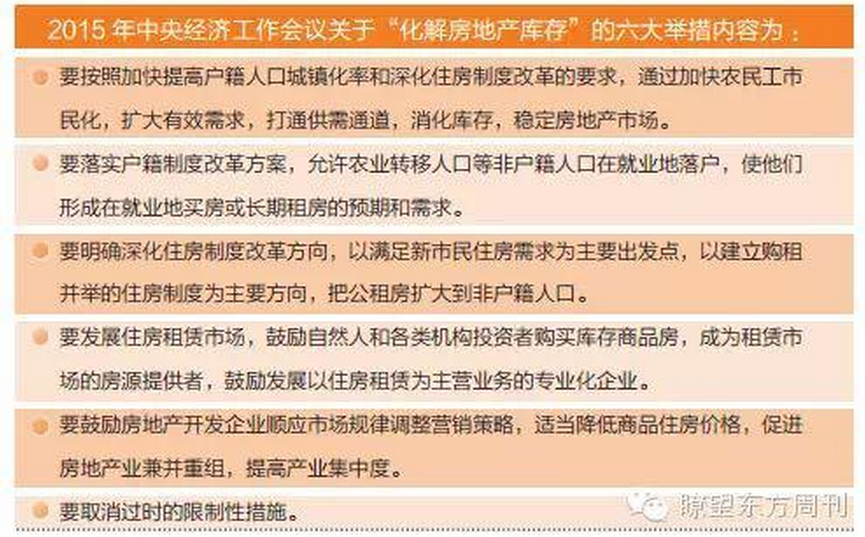 2015年中央经济工作会议关于“化解房地产库存”的六大举措内容为：
要按照加快提高户籍人口城镇化率和深化住房制度改革的要求，通过加快农民工市
民化，扩大有效需求，打通供需通道，消化库存，稳定房地产市场。
要落实户籍制度改革方案，允许农业转移人口等非户籍人口在就业地落户，使他们
形成在就业地买房或长期租房的预期和需求。
要明确深化住房制度改革方向，以满足新市民住房需求为主要出发点，以建立购租
并举的住房制度为主要方向，把公租房扩大到非户籍人口。
要发展住房租赁市场，鼓励自然人和各类机构投资者购买库存商品房，成为租赁市
场的房源提供者，鼓励发展以住房租赁为主营业务的专业化企业。
要鼓励房地产开发企业顺应市场规律调整营销策略，适当降低商品住房价格，促进
房地产业兼并重组，提高产业集中度。
要取消过时的限制性措施。
瞭望东方周刊